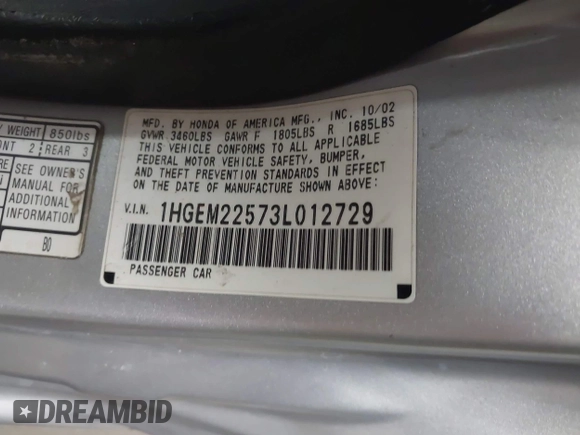 WEIGHT 850lbs
2 REAR 3
SEE OWNER'S
MANUAL FOR
ADDITIONAL
INFORMATION
B0
MFD. BY HONDA OF AMERICA MFG., INC. 10/02
GVWR 3460LBS GAWR F 1805LBS R 1685LBS
THIS VEHICLE CONFORMS TO ALL APPLICABLE
FEDERAL MOTOR VEHICLE SAFETY, BUMPER,
AND THEFT PREVENTION STANDARDS IN EFFECT
ON THE DATE OF MANUFACTURE SHOWN ABOVE:
V.I.N. 1HGEM22573L012729
PASSENGER CAR
DREAMBID